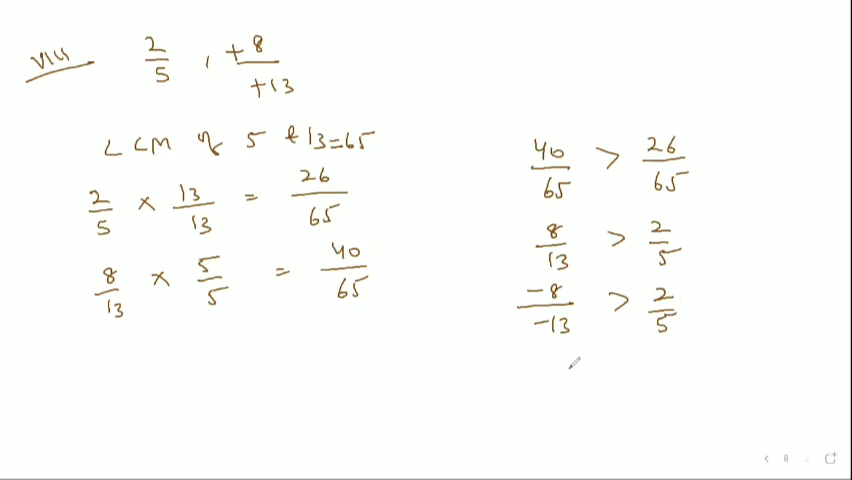 viii 2/5 , +8/+13
LCM of 5 & 13=65
2/5 × 13/13 = 26/65
8/13 × 5/5 = 40/65
40/65 > 26/65
8/13 > 2/5
-8/-13 > 2/5
8